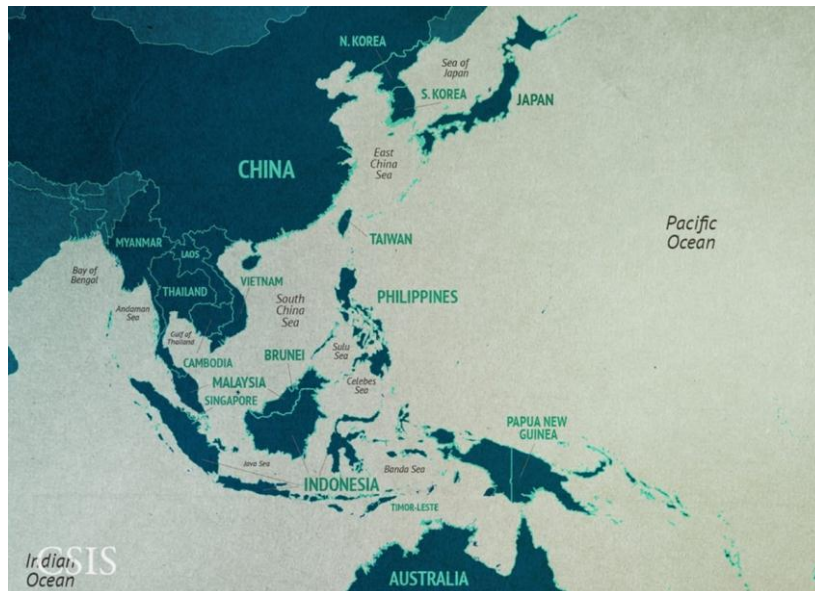 N. KOREA
Sea of
Japan
S. KOREA
JAPAN
East
China
Sea
CHINA
Pacific
Ocean
TAIWAN
MYANMAR
LAOS
Bay of
Bengal
VIETNAM
THAILAND
South
China
Sea
PHILIPPINES
Andaman
Sea
Gulf of
Thailand
Sulu
Sea
CAMBODIA
BRUNEI
MALAYSIA
Celebes
Sea
SINGAPORE
PAPUA NEW
GUINEA
Java Sea
Banda Sea
INDONESIA
TIMOR-LESTE
Indian
Ocean
CSIS
AUSTRALIA